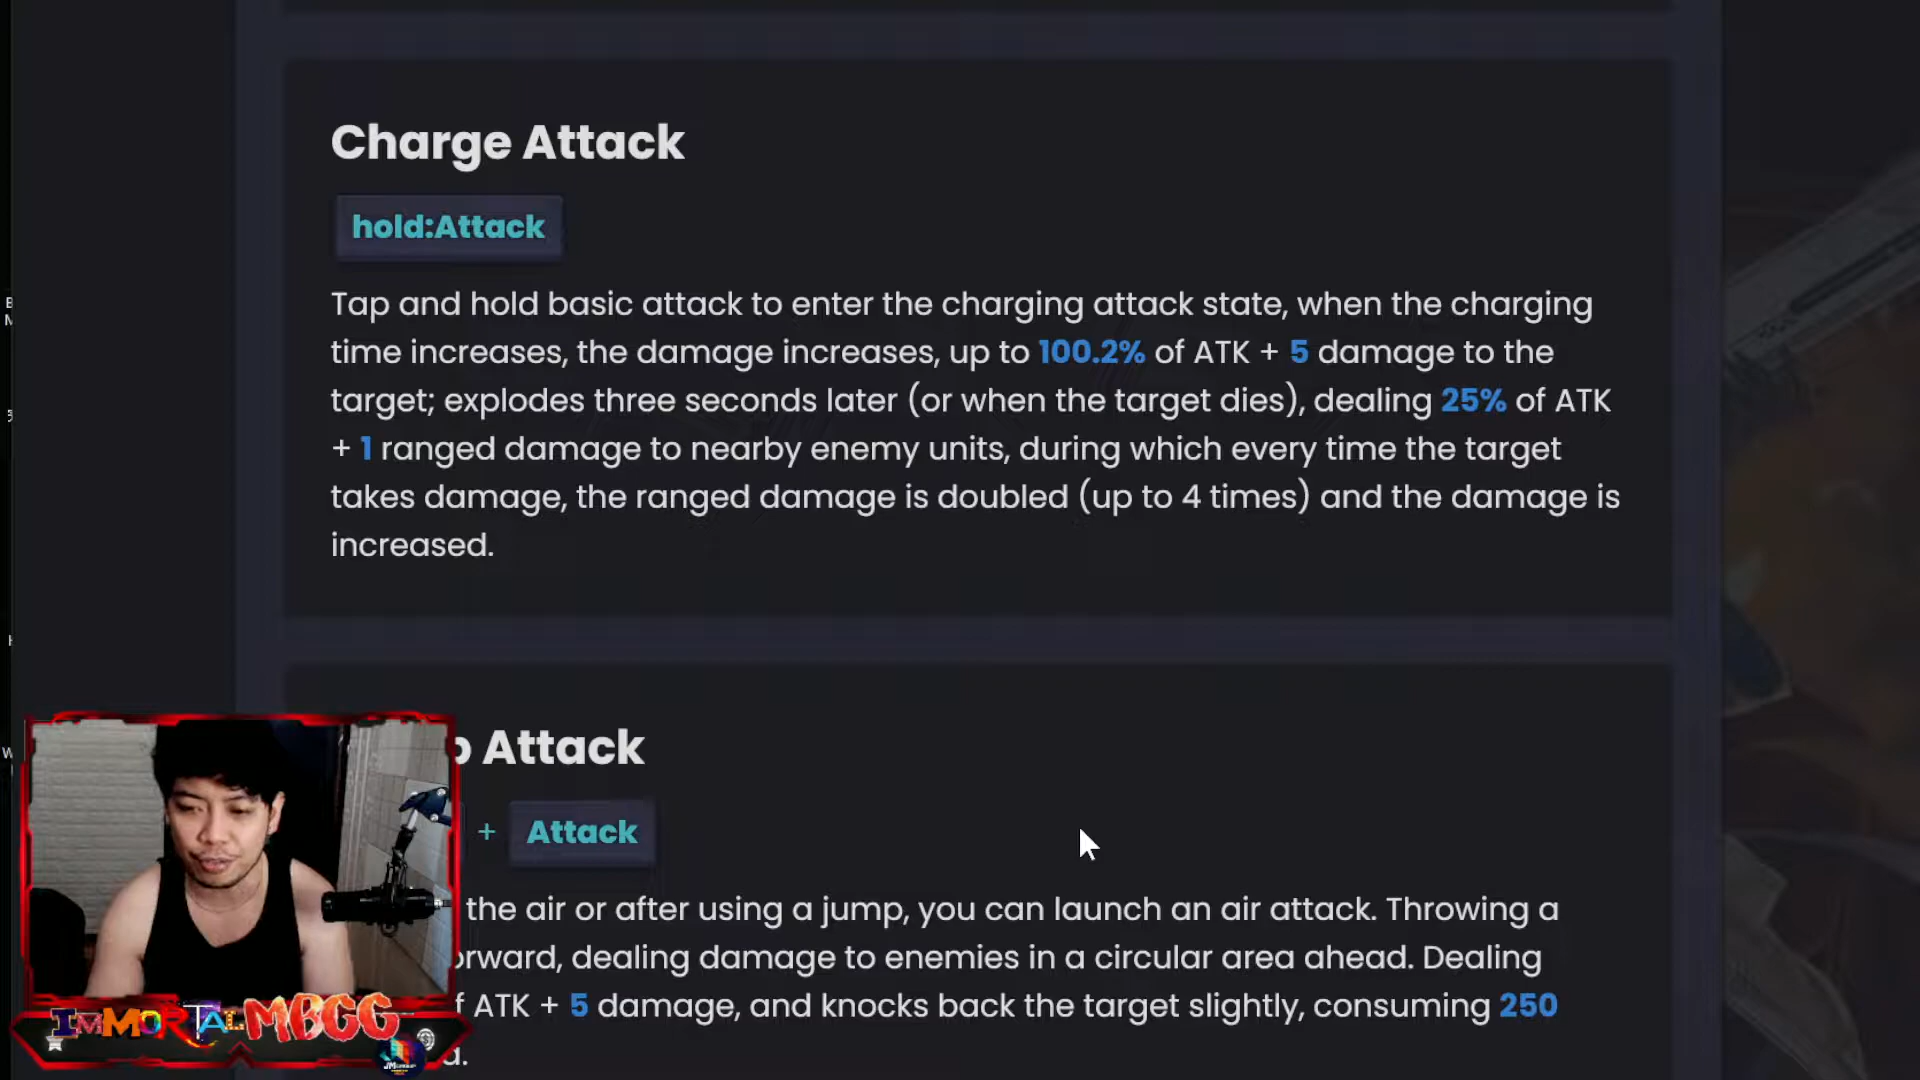 Charge Attack
hold:Attack
Tap and hold basic attack to enter the charging attack state, when the charging
time increases, the damage increases, up to 100.2% of ATK + 5 damage to the
target; explodes three seconds later (or when the target dies), dealing 25% of ATK
+ 1 ranged damage to nearby enemy units, during which every time the target
takes damage, the ranged damage is doubled (up to 4 times) and the damage is
increased.
Attack
+ Attack
the air or after using a jump, you can launch an air attack. Throwing a
dealing damage to enemies in a circular area ahead. Dealing
ATK + 5 damage, and knocks back the target slightly, consuming 250
IMMORTAL MBGG